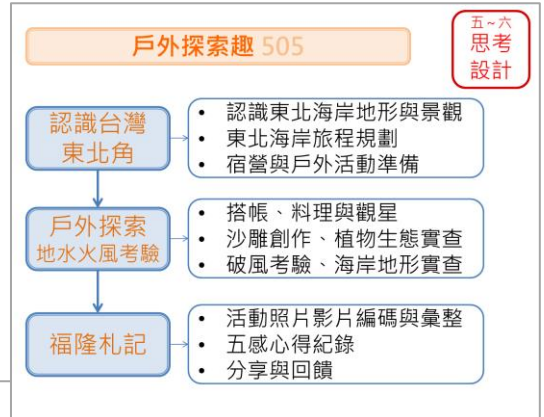 戶外探索趣 505
五~六
思考
設計
認識台灣
東北角
• 認識東北海岸地形與景觀
• 東北海岸旅程規劃
• 宿營與戶外活動準備
戶外探索
地水火風考驗
• 搭帳、料理與觀星
• 沙雕創作、植物生態實查
• 破風考驗、海岸地形實查
福隆札記
• 活動照片影片編碼與彙整
• 五感心得紀錄
• 分享與回饋